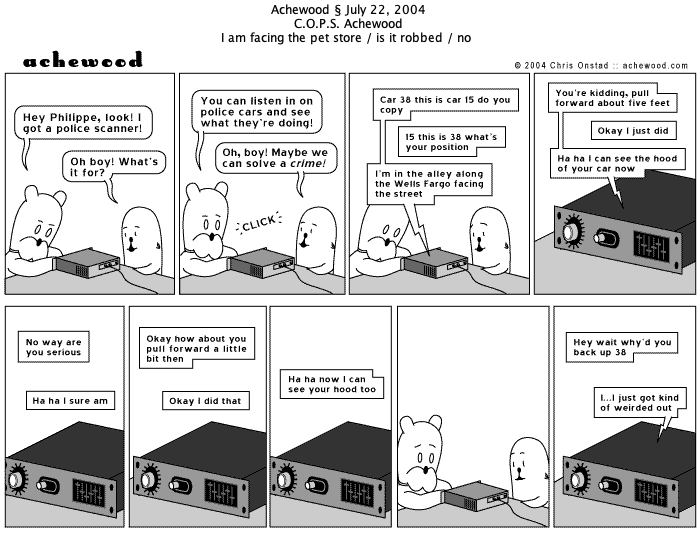 Achewood § July 22, 2004
C.O.P.S. Achewood
I am facing the pet store / is it robbed / no
achewood
© 2004 Chris Onstad :: achewood.com
Hey Philippe, look! I
got a police scanner!
Oh boy! What's
it for?
You can listen in on
police cars and see
what they're doing!
Oh, boy! Maybe we
can solve a crime!
CLICK
Car 38 this is car 15 do you
copy
15 this is 38 what's
your position
I'm in the alley along
the Wells Fargo facing
the street
You're kidding, pull
forward about five feet
Okay I just did
Ha ha I can see the hood
of your car now
No way are
you serious
Ha ha I sure am
Okay how about you
pull forward a little
bit then
Okay I did that
Ha ha now I can
see your hood too
Hey wait why'd you
back up 38
I...I just got kind
of weirded out